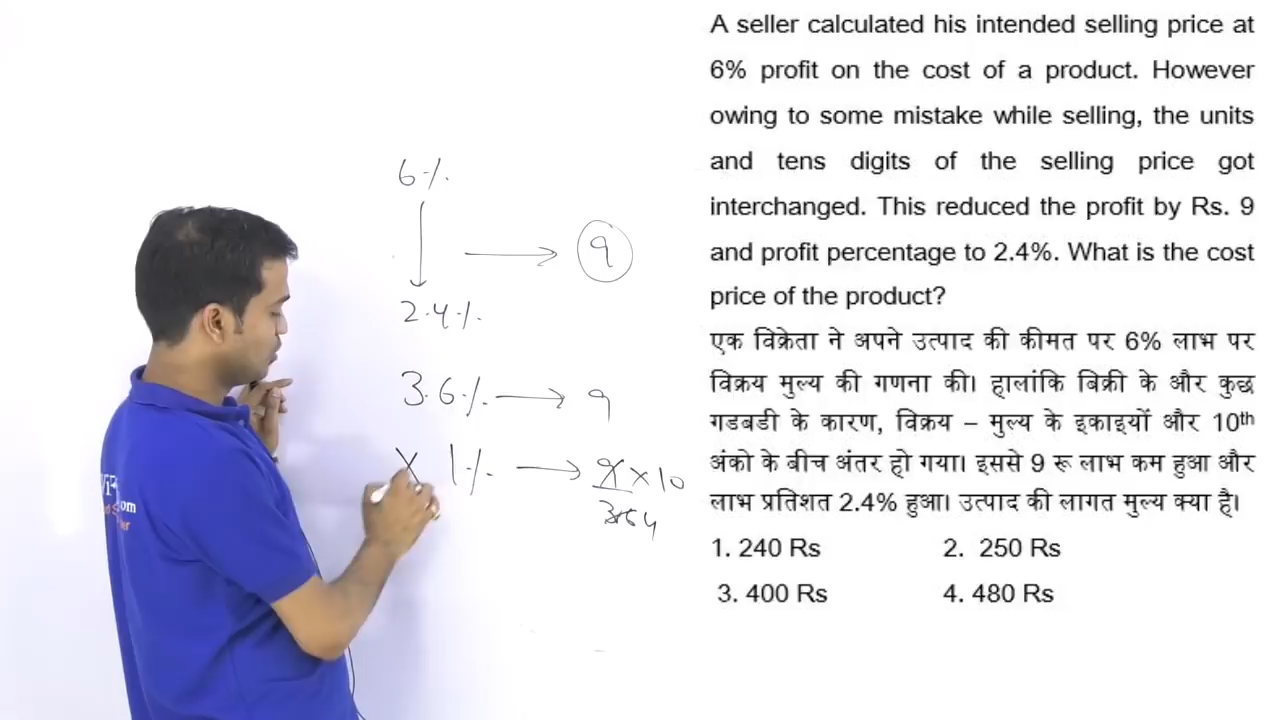 A seller calculated his intended selling price at
6% profit on the cost of a product. However
owing to some mistake while selling, the units
and tens digits of the selling price got
interchanged. This reduced the profit by Rs. 9
and profit percentage to 2.4%. What is the cost
price of the product?
एक विक्रेता ने अपने उत्पाद की कीमत पर 6% लाभ पर
विक्रय मुल्य की गणना की। हालांकि बिक्री के और कुछ
गडबडी के कारण, विक्रय – मुल्य के इकाइयों और 10th
अंको के बीच अंतर हो गया। इससे 9 रू लाभ कम हुआ और
लाभ प्रतिशत 2.4% हुआ। उत्पाद की लागत मुल्य क्या है।
1. 240 Rs 2. 250 Rs
3. 400 Rs 4. 480 Rs
6%
9
2.4%
3.6% 9
1% 9 × 10
4
om